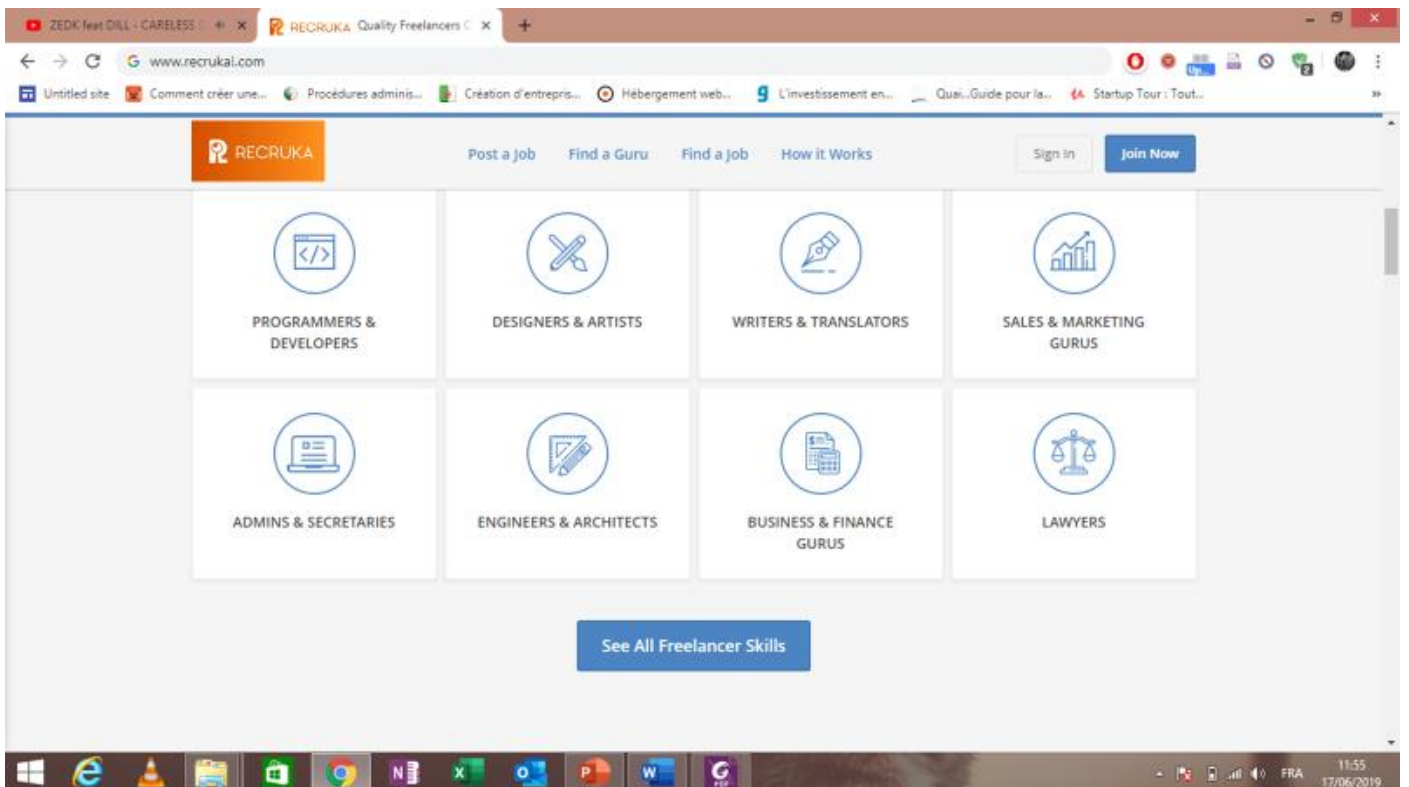 ZEDK feat DILL - CARELESS
RECRUKA Quality Freelancers
www.recrukal.com
Untitled site Comment créer une... Procédures adminis... Création d'entrepris... Hébergement web... L'investissement en... Quai..Guide pour la... Startup Tour : Tout...
RECRUKA Post a Job Find a Guru Find a Job How it Works Sign In Join Now
PROGRAMMERS &
DEVELOPERS
DESIGNERS & ARTISTS
WRITERS & TRANSLATORS
SALES & MARKETING
GURUS
ADMINS & SECRETARIES
ENGINEERS & ARCHITECTS
BUSINESS & FINANCE
GURUS
LAWYERS
See All Freelancer Skills
FRA
11:55
17/06/2019